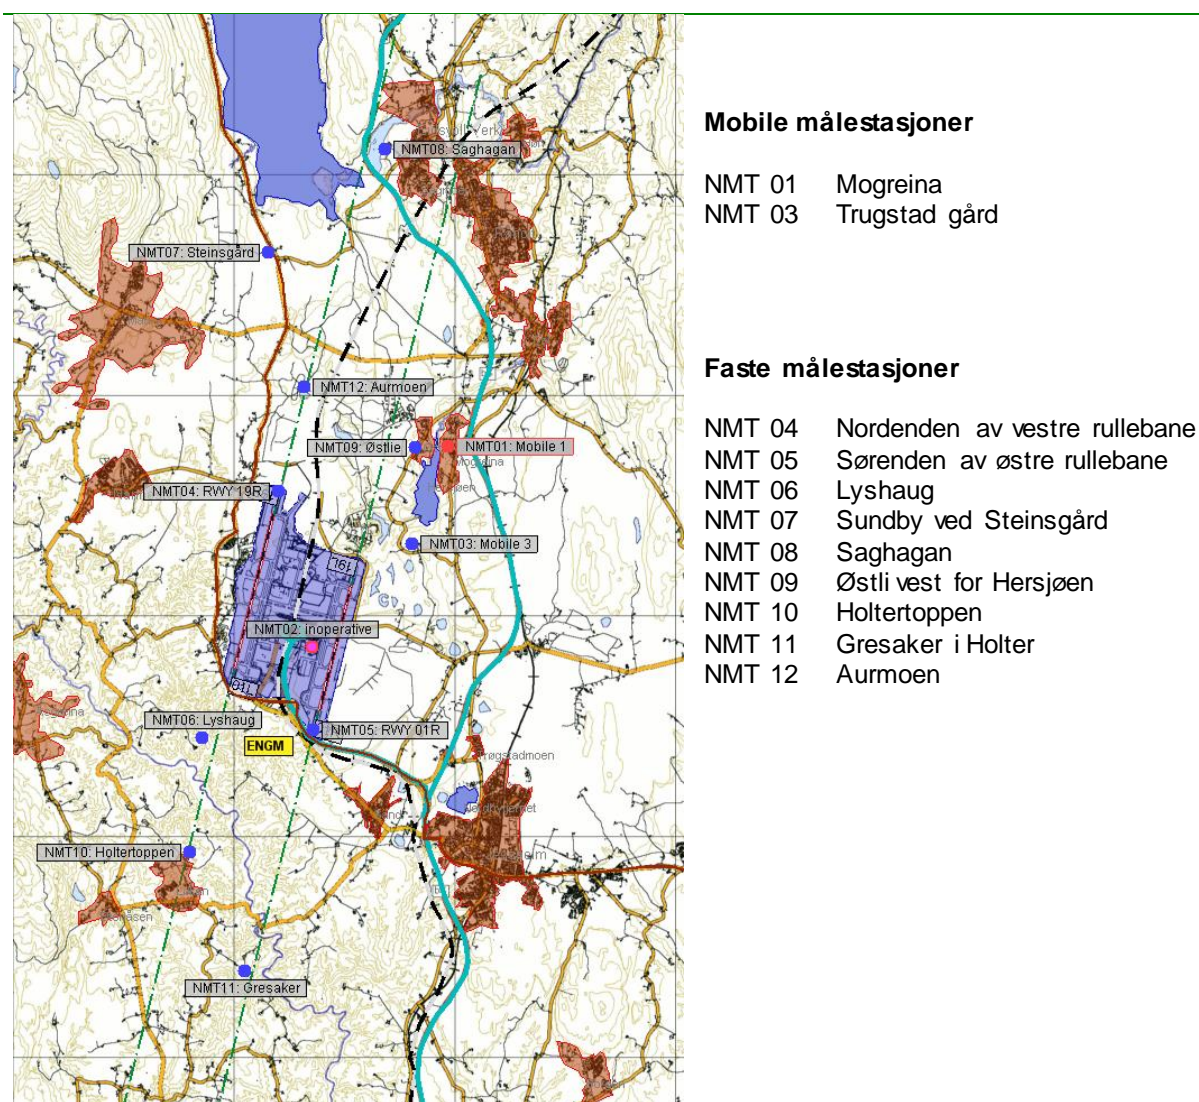 NMT08: Saghagan
NMT07: Steinsgård
NMT12: Aurmoen
NMT09: Østlie
NMT01: Mobile 1
Mogreina
NMT04: RWY 19R
NMT03: Mobile 3
19L
NMT02: inoperative
01L
NMT06: Lyshaug
NMT05: RWY 01R
ENGM
Trøgstadmoen
NMT10: Holtertoppen
NMT11: Gresaker
Mobile målestasjoner
NMT 01 Mogreina
NMT 03 Trugstad gård
Faste målestasjoner
NMT 04 Nordenden av vestre rullebane
NMT 05 Sørenden av østre rullebane
NMT 06 Lyshaug
NMT 07 Sundby ved Steinsgård
NMT 08 Saghagan
NMT 09 Østli vest for Hersjøen
NMT 10 Holtertoppen
NMT 11 Gresaker i Holter
NMT 12 Aurmoen